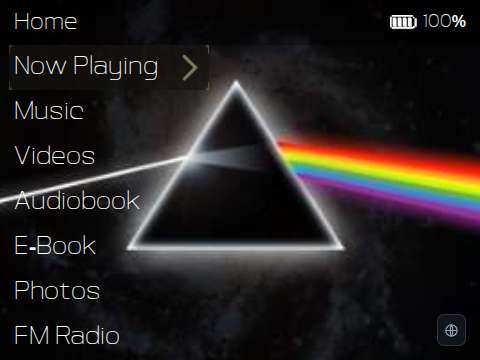 Home
100%
Now Playing
Music
Videos
Audiobook
E-Book
Photos
FM Radio